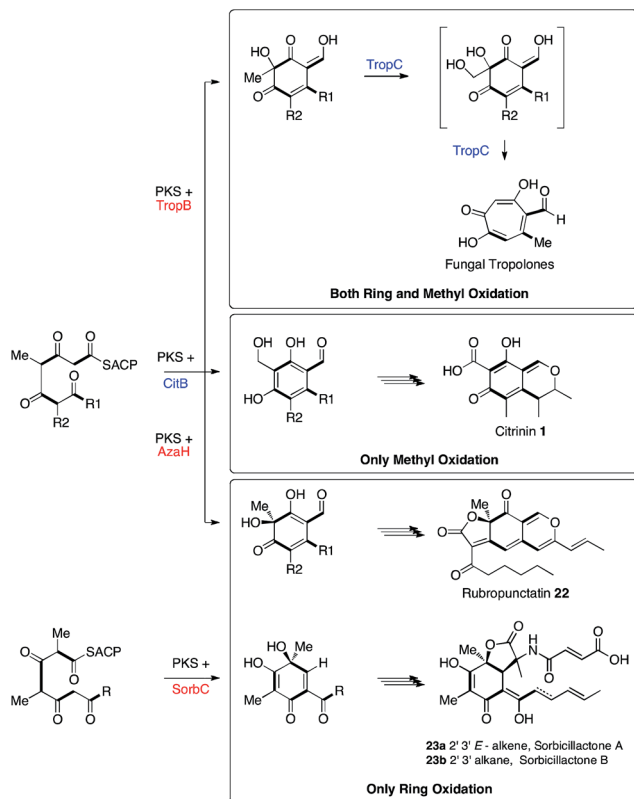 HO
O
OH
Me
O
R1
R2
TropC
HO
O
OH
HO
O
R1
R2
TropC
PKS +
TropB
OH
O
O
H
HO
Me
Fungal Tropolones
Both Ring and Methyl Oxidation
O
O
Me
SACP
O
O
R1
R2
PKS +
CitB
HO
OH
O
HO
R1
R2
O
OH
HO
O
O
Citrinin 1
Only Methyl Oxidation
PKS +
AzaH
Me
OH
O
HO
O
R1
R2
Me
O
O
O
O
O
Rubropunctatin 22
Me
O
SACP
O
Me
R
O
O
PKS +
SorbC
HO
Me
HO
H
Me
R
O
O
O
O
H
N
Me
OH
HO
O
O
Me
O
OH
23a 2' 3' E - alkene, Sorbicillactone A
23b 2' 3' alkane, Sorbicillactone B
Only Ring Oxidation